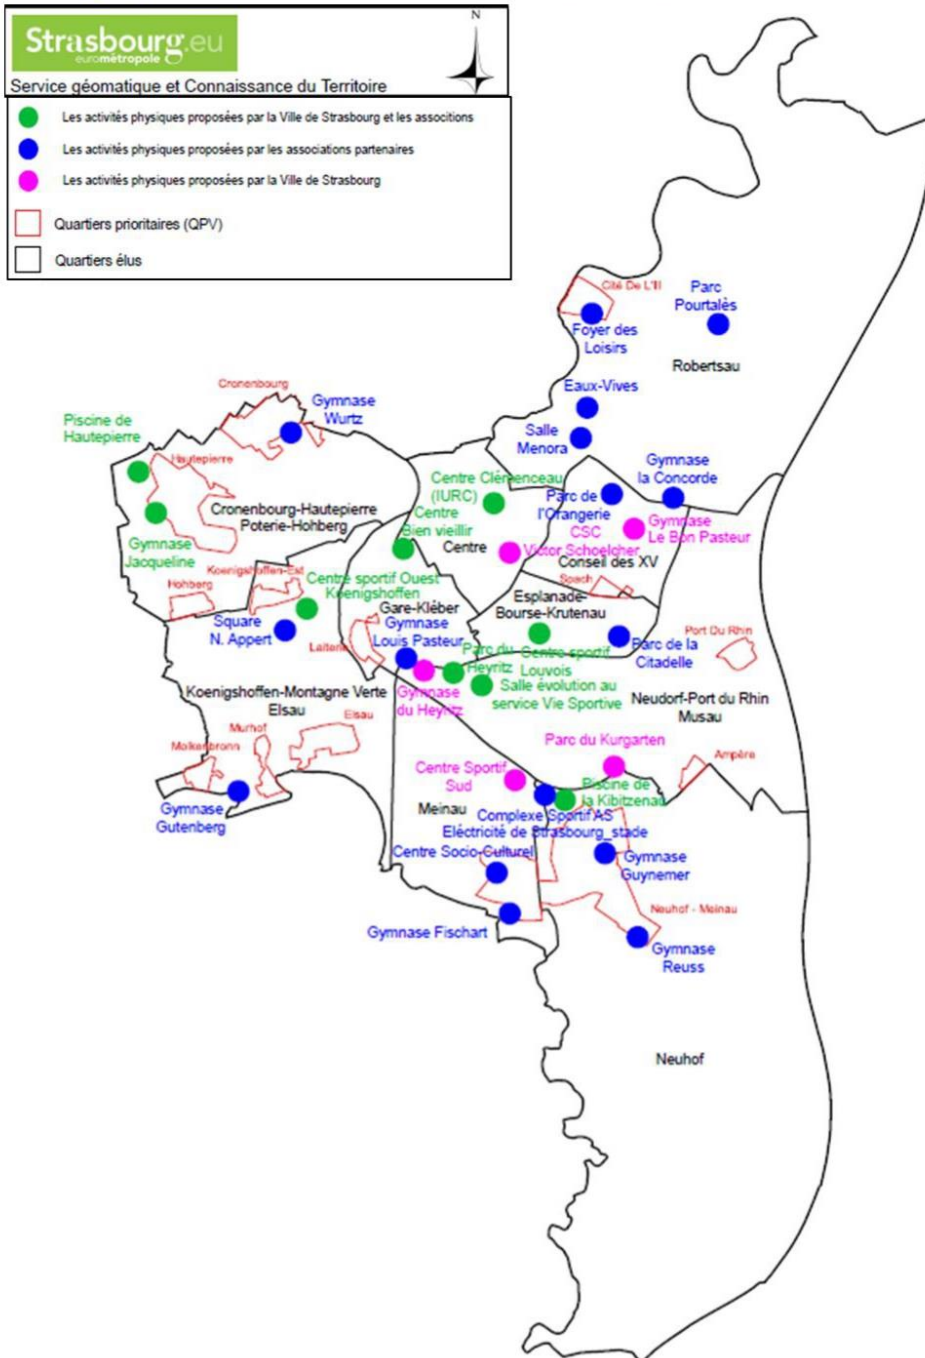 Strasbourg.eu
eurométropole
N
Service géomatique et Connaissance du Territoire
Les activités physiques proposées par la Ville de Strasbourg et les associtions
Les activités physiques proposées par les associations partenaires
Les activités physiques proposées par la Ville de Strasbourg
Quartiers prioritaires (QPV)
Quartiers élus
Cité De L'Ill
Parc
Pourtalès
Foyer des
Loisirs
Robertsau
Cronenbourg
Eaux-Vives
Gymnase
Wurtz
Piscine de
Hautepierre
Salle
Menora
Hautepierre
Gymnase
la Concorde
Centre Clémenceau
(IURC)
Parc de
l'Orangerie
Cronenbourg-Hautepierre
Poterie-Hohberg
Centre
Bien vieillir
Gymnase
Le Bon Pasteur
CSC
Victor Schoelcher
Centre
Conseil des XV
Gymnase
Jacqueline
Koenigshoffen-Est
Hohberg
Centre sportif Ouest
Koenigshoffen
Spach
Esplanade-
Bourse-Krutenau
Gare-Kléber
Square
N. Appert
Gymnase
Louis Pasteur
Laiterie
Port Du Rhin
Parc de la
Citadelle
Parc du
Heyritz
Centre sportif
Louvois
Gymnase
du Heyritz
Salle évolution au
service Vie Sportive
Koenigshoffen-Montagne Verte
Elsau
Neudorf-Port du Rhin
Musau
Elsau
Murhof
Molkenbronn
Parc du Kurgarten
Ampère
Centre Sportif
Sud
Piscine de
la Kibitzenau
Gymnase
Gutenberg
Meinau
Complexe Sportif AS
Eléctricité de Strasbourg_stade
Centre Socio-Culturel
Gymnase
Guynemer
Neuhof - Meinau
Gymnase Fischart
Gymnase
Reuss
Neuhof